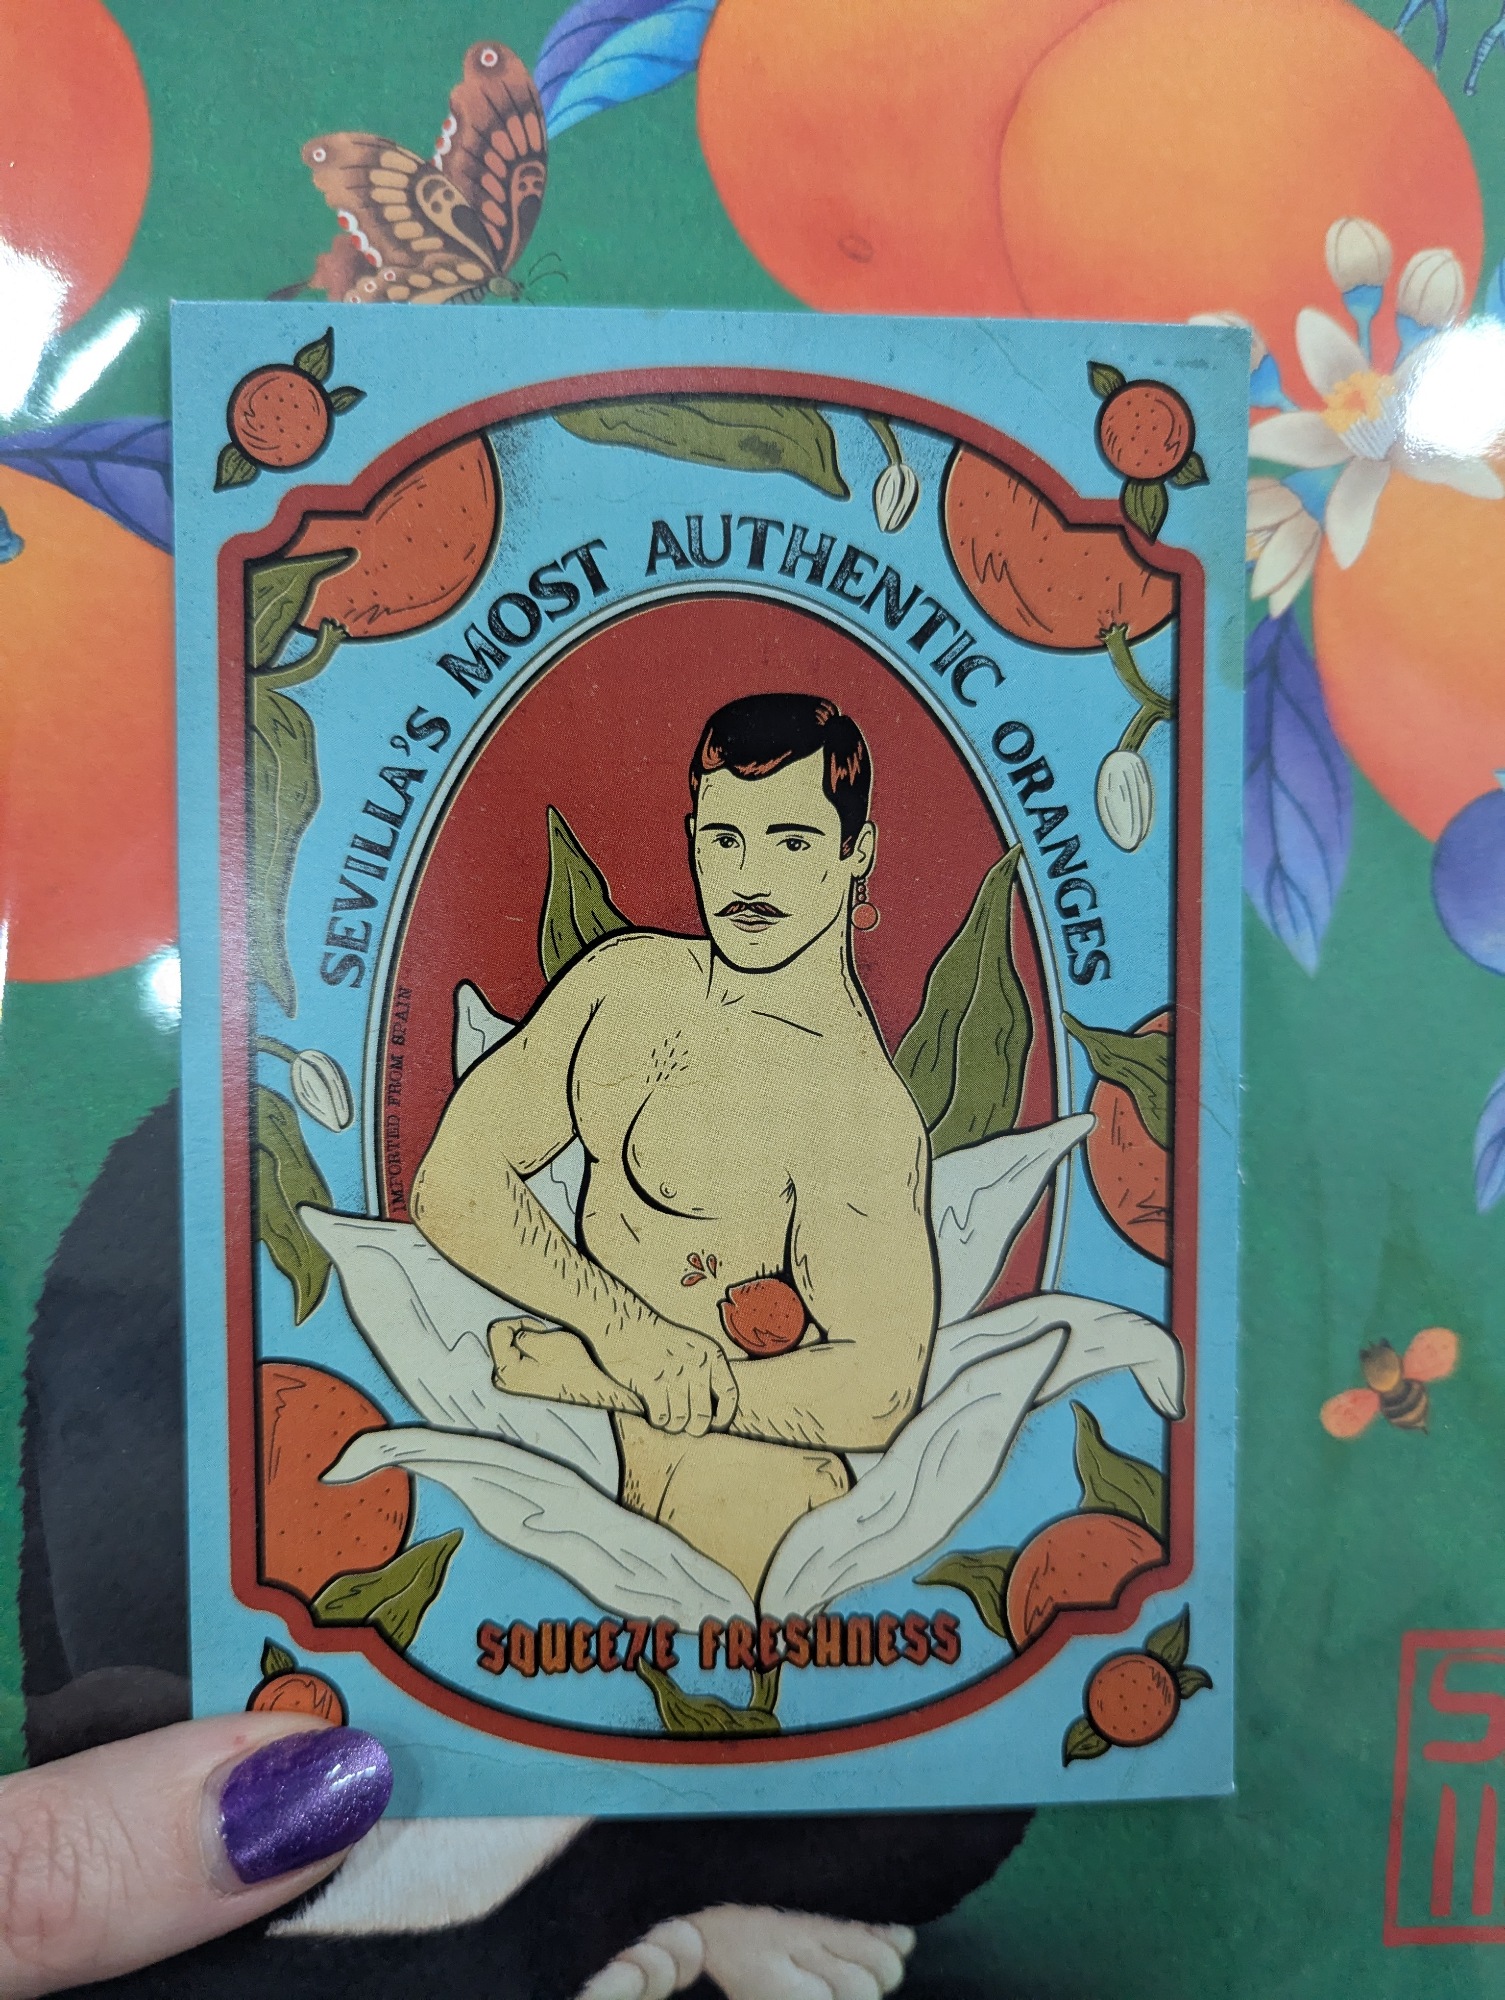 SEVILLA'S MOST AUTHENTIC ORANGES
IMPORTED FROM SPAIN
SQUEEZE FRESHNESS